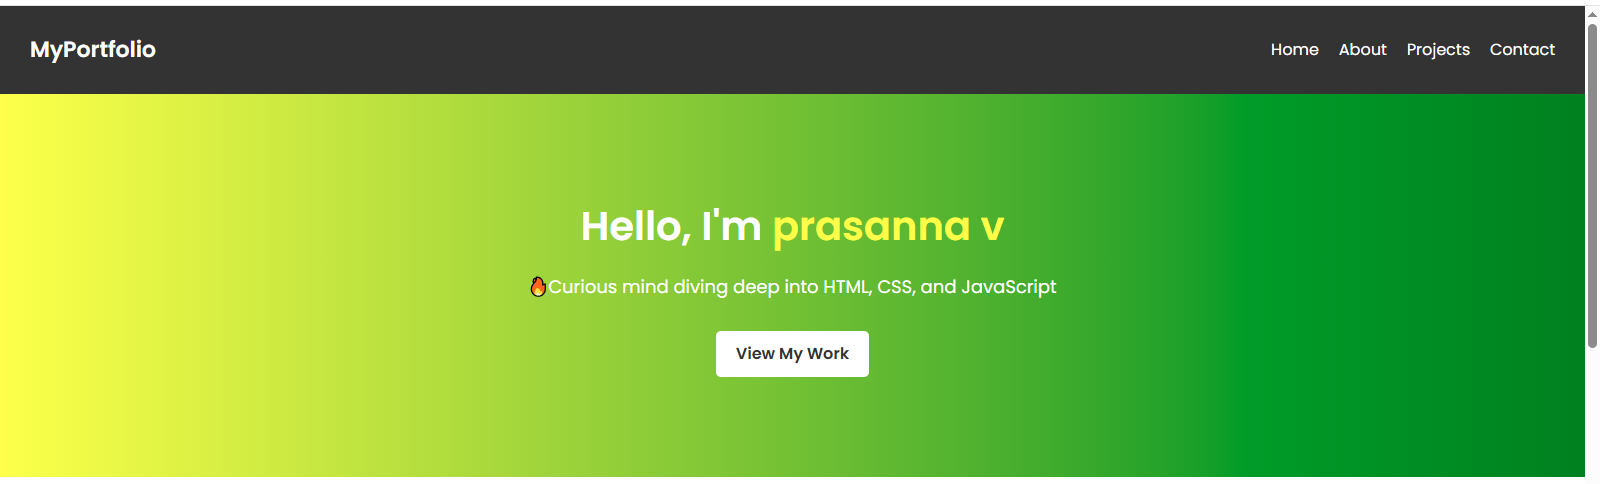 MyPortfolio
Home About Projects Contact
Hello, I'm prasanna v
🔥Curious mind diving deep into HTML, CSS, and JavaScript
View My Work